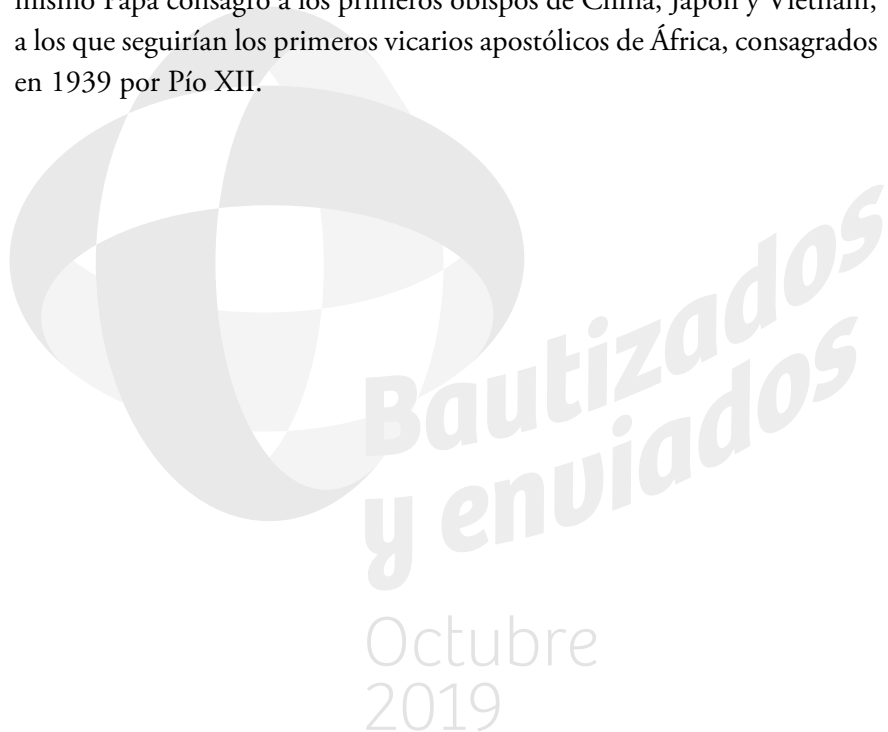 mismo Papa consagró a los primeros obispos de China, Japón y Vietnam,
a los que seguirían los primeros vicarios apostólicos de África, consagrados
en 1939 por Pío XII.
Bautizados
y enviados
Octubre
2019